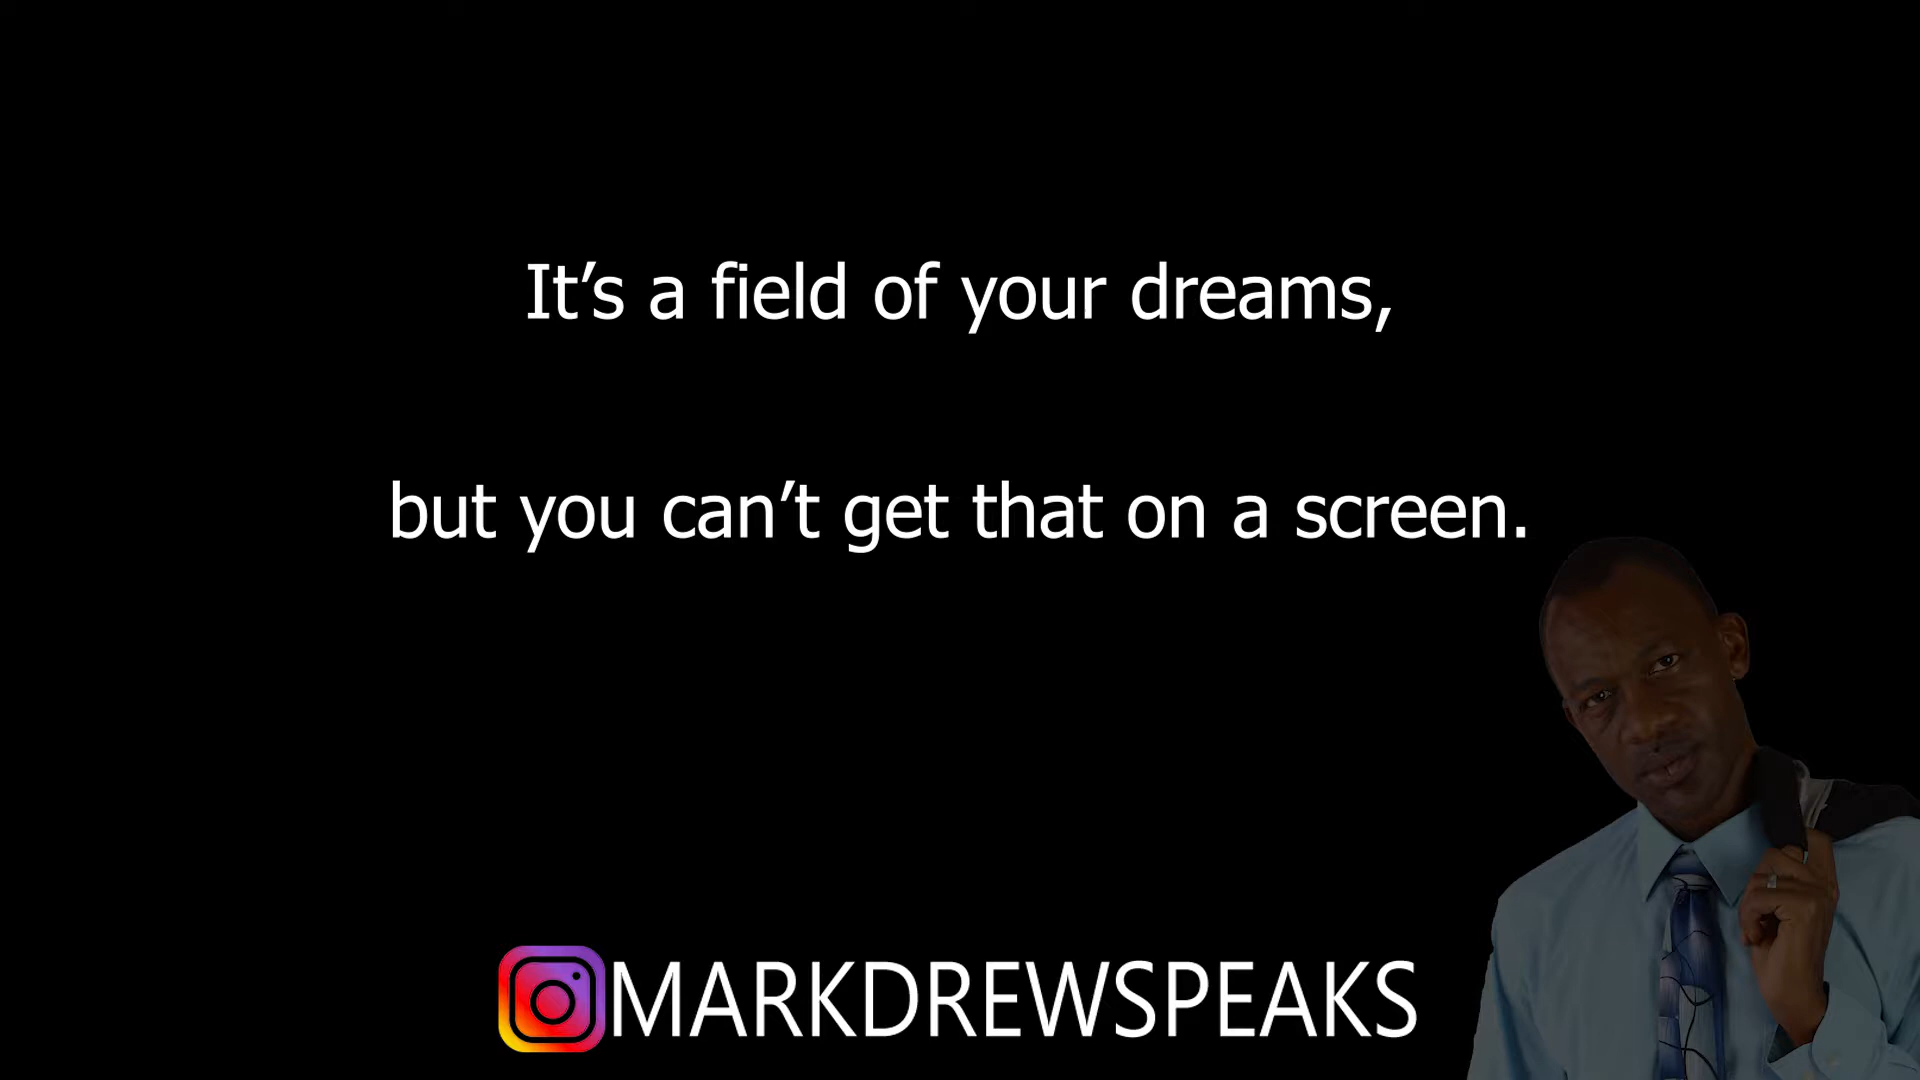 It’s a field of your dreams,
but you can’t get that on a screen.
MARKDREWSPEAKS